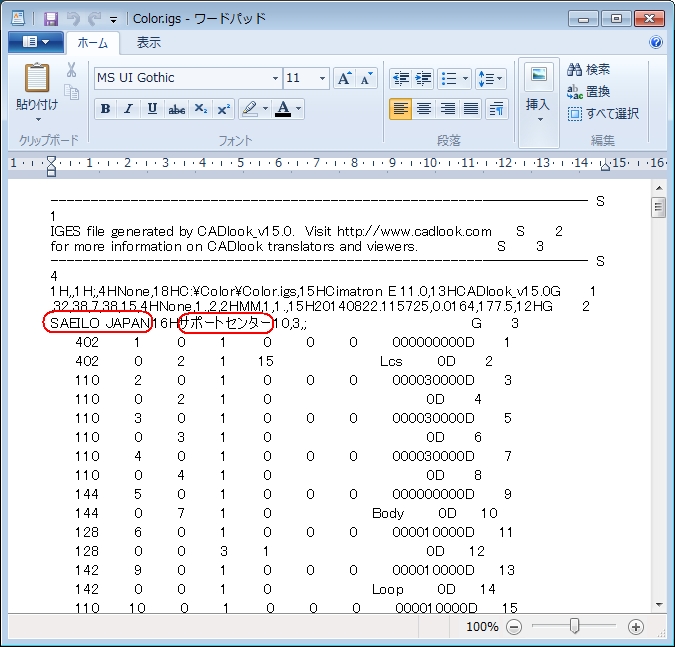 Color.igs - ワードパッド
ホーム 表示
貼り付け
クリップボード
MS UI Gothic 11 A A
B I U abc X₂ X² A
フォント
段落
挿入
検索
置換
すべて選択
編集
1 1 2 3 4 5 6 7 8 9 10 11 12 13 14 15 16
-------------------------------------------------------------------- S
1
IGES file generated by CADlook_v15.0. Visit http://www.cadlook.com S 2
for more information on CADlook translators and viewers. S 3
-------------------------------------------------------------------- S
4
1H,,1H;,4HNone,18HC:¥Color¥Color.igs,15HCimatron E 11.0,13HCADlook_v15.0G 1
,32,38,7,38,15,4HNone,1.,2,2HMM,1,1.,15H20140822.115725,0.0164,177.5,12HG 2
SAEILO JAPAN,16Hサポートセンター10,3,; G 3
402 1 0 1 0 0 0 000000000D 1
402 0 2 1 15 Lcs 0D 2
110 2 0 1 0 0 0 000030000D 3
110 0 2 1 0 0D 4
110 3 0 1 0 0 0 000030000D 5
110 0 3 1 0 0D 6
110 4 0 1 0 0 0 000030000D 7
110 0 4 1 0 0D 8
144 5 0 1 0 0 0 000000000D 9
144 0 7 1 0 Body 0D 10
128 6 0 1 0 0 0 000010000D 11
128 0 0 3 1 0D 12
142 9 0 1 0 0 0 000010000D 13
142 0 0 1 0 Loop 0D 14
110 10 0 1 0 0 0 000010000D 15
100%